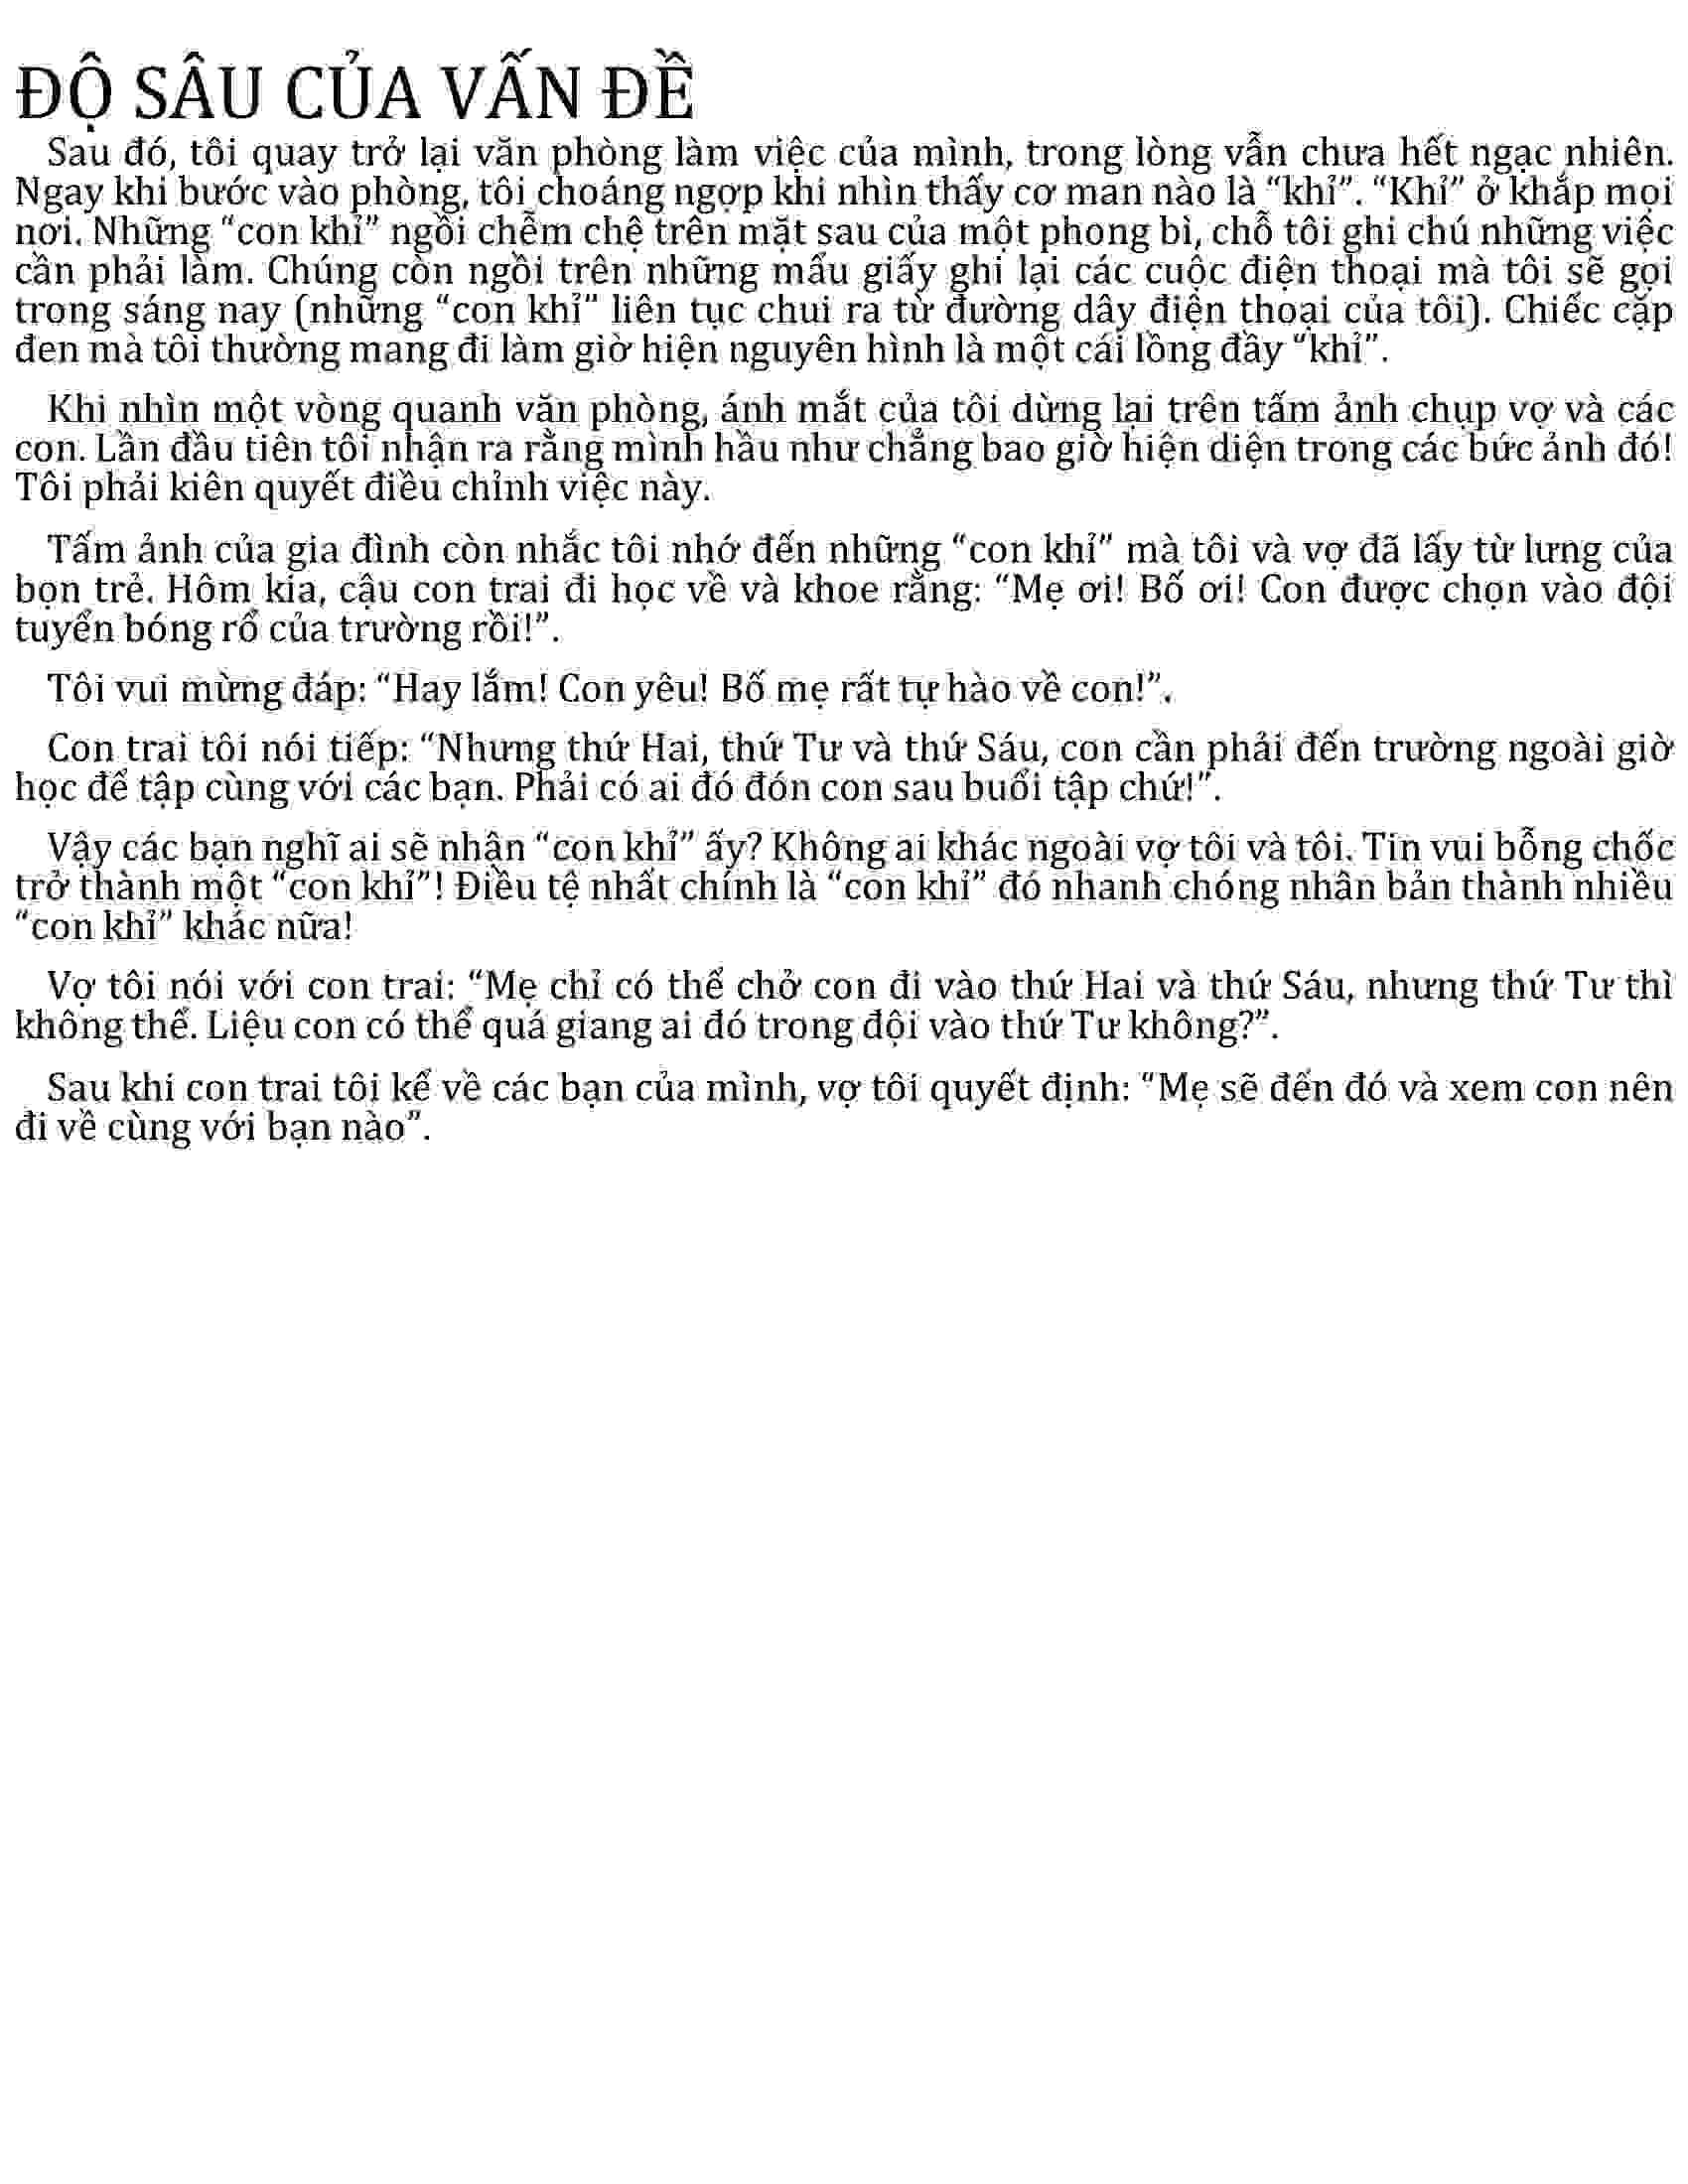 ĐỘ SÂU CỦA VẤN ĐỀ
Sau đó, tôi quay trở lại văn phòng làm việc của mình, trong lòng vẫn chưa hết ngạc nhiên.
Ngay khi bước vào phòng, tôi choáng ngợp khi nhìn thấy cơ man nào là “khỉ”. “Khỉ” ở khắp mọi
nơi. Những “con khỉ” ngồi chễm chệ trên mặt sau của một phong bì, chỗ tôi ghi chú những việc
cần phải làm. Chúng còn ngồi trên những mẩu giấy ghi lại các cuộc điện thoại mà tôi sẽ gọi
trong sáng nay (những “con khỉ” liên tục chui ra từ đường dây điện thoại của tôi). Chiếc cặp
đen mà tôi thường mang đi làm giờ hiện nguyên hình là một cái lồng đầy “khỉ”.
Khi nhìn một vòng quanh văn phòng, ánh mắt của tôi dừng lại trên tấm ảnh chụp vợ và các
con. Lần đầu tiên tôi nhận ra rằng mình hầu như chẳng bao giờ hiện diện trong các bức ảnh đó!
Tôi phải kiên quyết điều chỉnh việc này.
Tấm ảnh của gia đình còn nhắc tôi nhớ đến những “con khỉ” mà tôi và vợ đã lấy từ lưng của
bọn trẻ. Hôm kia, cậu con trai đi học về và khoe rằng: “Mẹ ơi! Bố ơi! Con được chọn vào đội
tuyển bóng rổ của trường rồi!”.
Tôi vui mừng đáp: “Hay lắm! Con yêu! Bố mẹ rất tự hào về con!”.
Con trai tôi nói tiếp: “Nhưng thứ Hai, thứ Tư và thứ Sáu, con cần phải đến trường ngoài giờ
học để tập cùng với các bạn. Phải có ai đó đón con sau buổi tập chứ!”.
Vậy các bạn nghĩ ai sẽ nhận “con khỉ” ấy? Không ai khác ngoài vợ tôi và tôi. Tin vui bỗng chốc
trở thành một “con khỉ”! Điều tệ nhất chính là “con khỉ” đó nhanh chóng nhân bản thành nhiều
“con khỉ” khác nữa!
Vợ tôi nói với con trai: “Mẹ chỉ có thể chở con đi vào thứ Hai và thứ Sáu, nhưng thứ Tư thì
không thể. Liệu con có thể quá giang ai đó trong đội vào thứ Tư không?”.
Sau khi con trai tôi kể về các bạn của mình, vợ tôi quyết định: “Mẹ sẽ đến đó và xem con nên
đi về cùng với bạn nào”.